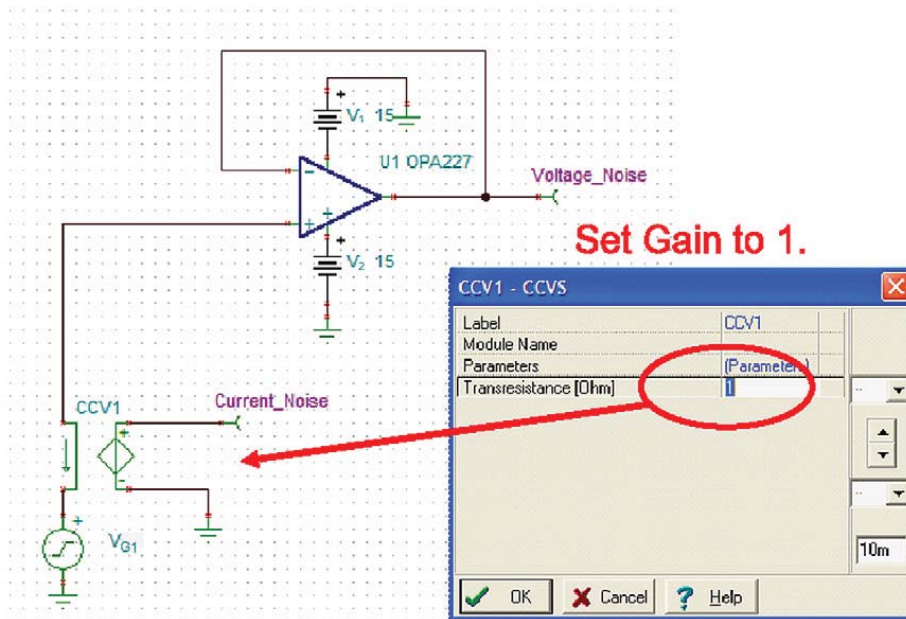 V1 15
U1 OPA227
Voltage_Noise
V2 15
Set Gain to 1.
CCV1 - CCVS
Label CCV1
Module Name
Parameters (Parameters)
Transresistance [Ohm] 1
CCV1
Current_Noise
VG1
10m
OK
Cancel
? Help